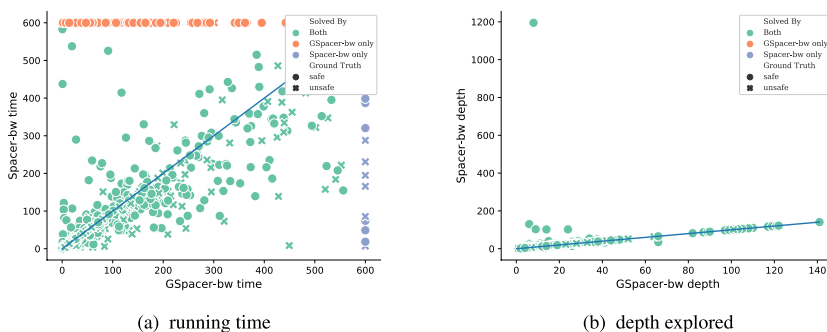 600
500
400
300
200
100
0
Spacer-bw time
0
100
200
300
400
500
600
GSpacer-bw time
Solved By
Both
GSpacer-bw only
Spacer-bw only
Ground Truth
safe
unsafe
(a) running time
1200
1000
800
600
400
200
0
Spacer-bw depth
0
20
40
60
80
100
120
140
GSpacer-bw depth
Solved By
Both
GSpacer-bw only
Spacer-bw only
Ground Truth
safe
unsafe
(b) depth explored